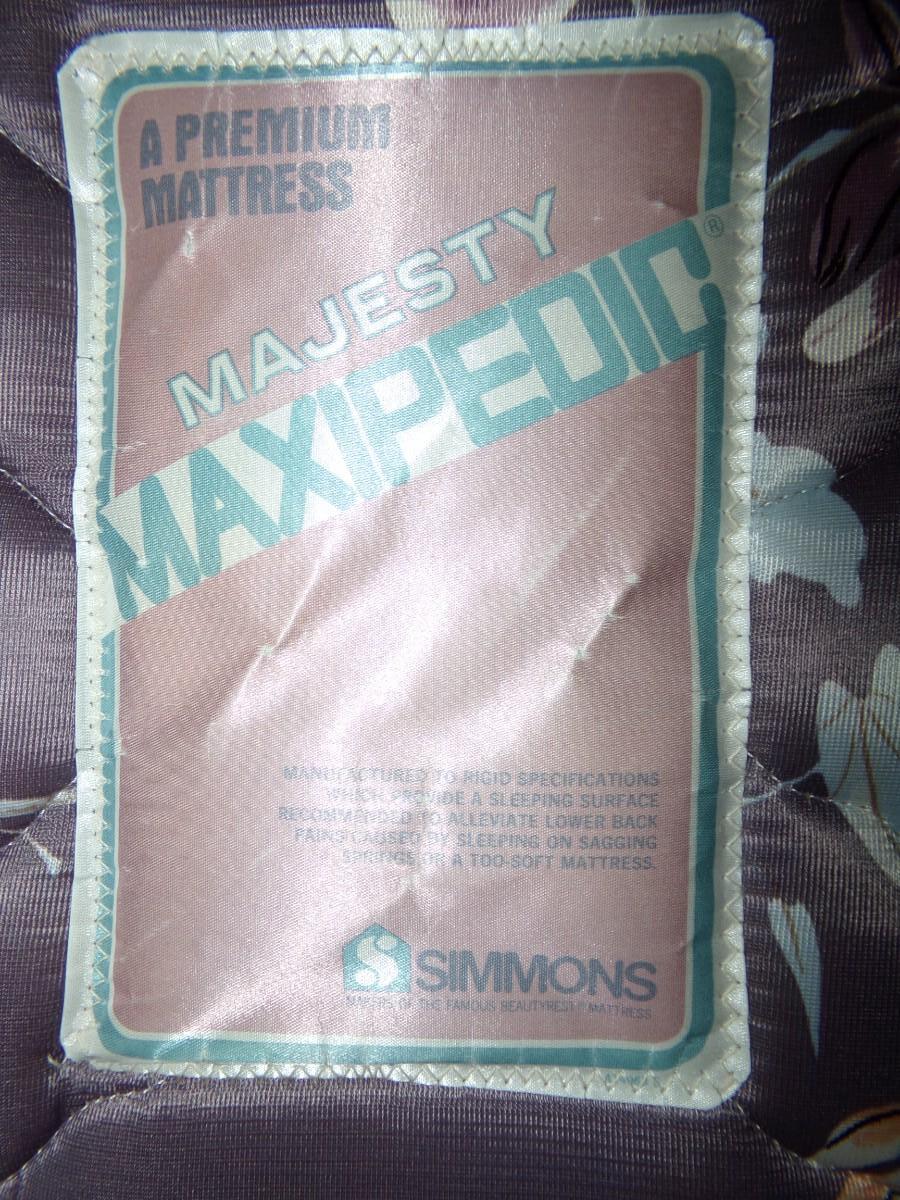 A PREMIUM
MATTRESS
MAJESTY
MAXIPEDIC®
MANUFACTURED TO RIGID SPECIFICATIONS
WHICH PROVIDE A SLEEPING SURFACE
RECOMMENDED TO ALLEVIATE LOWER BACK
PAINS CAUSED BY SLEEPING ON SAGGING
SPRINGS OR A TOO-SOFT MATTRESS.
S SIMMONS
MAKERS OF THE FAMOUS BEAUTYREST® MATTRESS